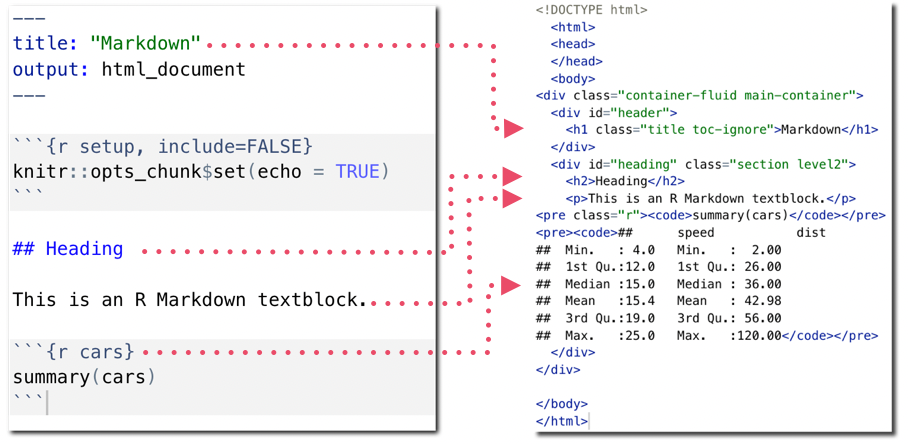 ---
title: "Markdown"
output: html_document
---
```{r setup, include=FALSE}
knitr::opts_chunk$set(echo = TRUE)
```
## Heading
This is an R Markdown textblock.
```{r cars}
summary(cars)
```
<!DOCTYPE html>
  <html>
  <head>
  </head>
  <body>
<div class="container-fluid main-container">
  <div id="header">
    <h1 class="title toc-ignore">Markdown</h1>
  </div>
  <div id="heading" class="section level2">
    <h2>Heading</h2>
    <p>This is an R Markdown textblock.</p>
<pre class="r"><code>summary(cars)</code></pre>
<pre><code>##      speed           dist
##  Min.   : 4.0   Min.   :  2.00
##  1st Qu.:12.0   1st Qu.: 26.00
##  Median :15.0   Median : 36.00
##  Mean   :15.4   Mean   : 42.98
##  3rd Qu.:19.0   3rd Qu.: 56.00
##  Max.   :25.0   Max.   :120.00</code></pre>
  </div>
</div>
</body>
</html>